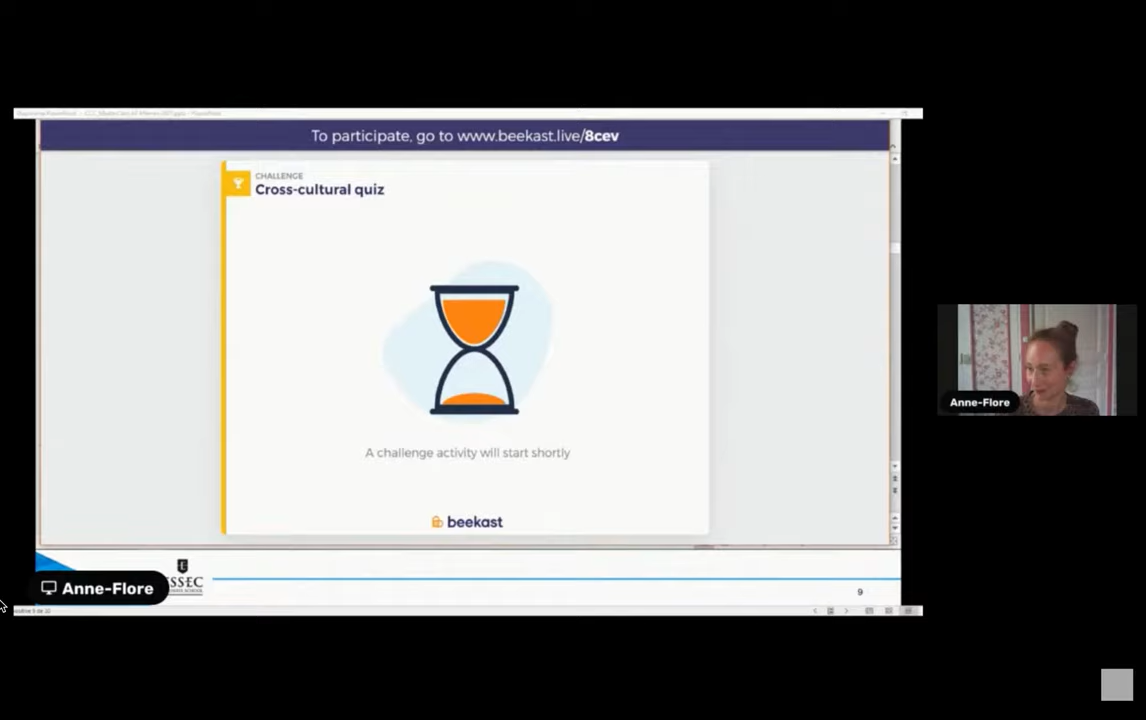 To participate, go to www.beekast.live/8cev
CHALLENGE
Cross-cultural quiz
A challenge activity will start shortly
beekast
Anne-Flore
Anne-Flore
9